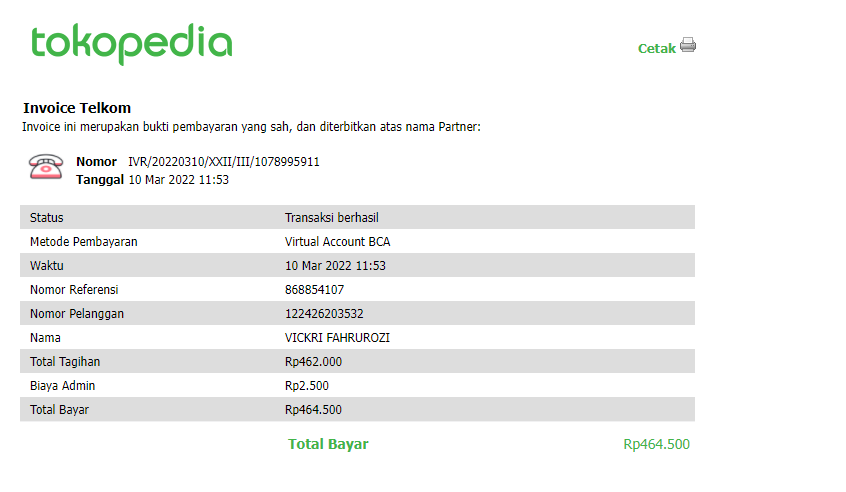 tokopedia
Cetak
Invoice Telkom
Invoice ini merupakan bukti pembayaran yang sah, dan diterbitkan atas nama Partner:
Nomor IVR/20220310/XXII/III/1078995911
Tanggal 10 Mar 2022 11:53
Status Transaksi berhasil
Metode Pembayaran Virtual Account BCA
Waktu 10 Mar 2022 11:53
Nomor Referensi 868854107
Nomor Pelanggan 122426203532
Nama VICKRI FAHRUROZI
Total Tagihan Rp462.000
Biaya Admin Rp2.500
Total Bayar Rp464.500
Total Bayar Rp464.500